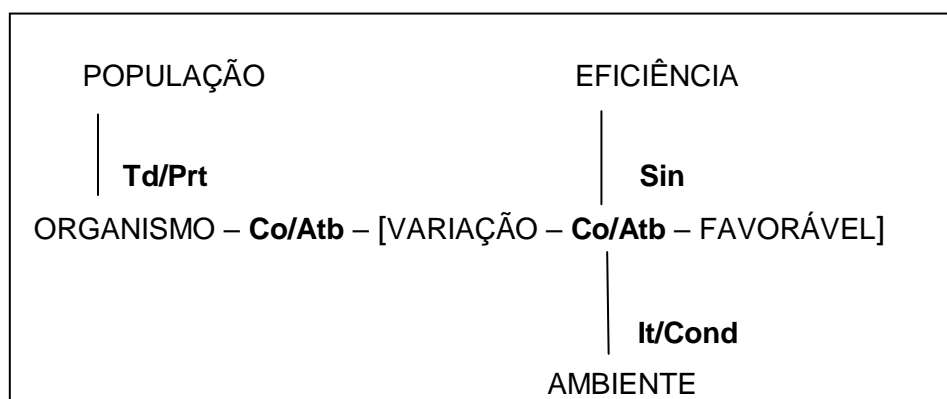 POPULAÇÃO EFICIÊNCIA
Td/Prt Sin
ORGANISMO – Co/Atb – [VARIAÇÃO – Co/Atb – FAVORÁVEL]
It/Cond
AMBIENTE